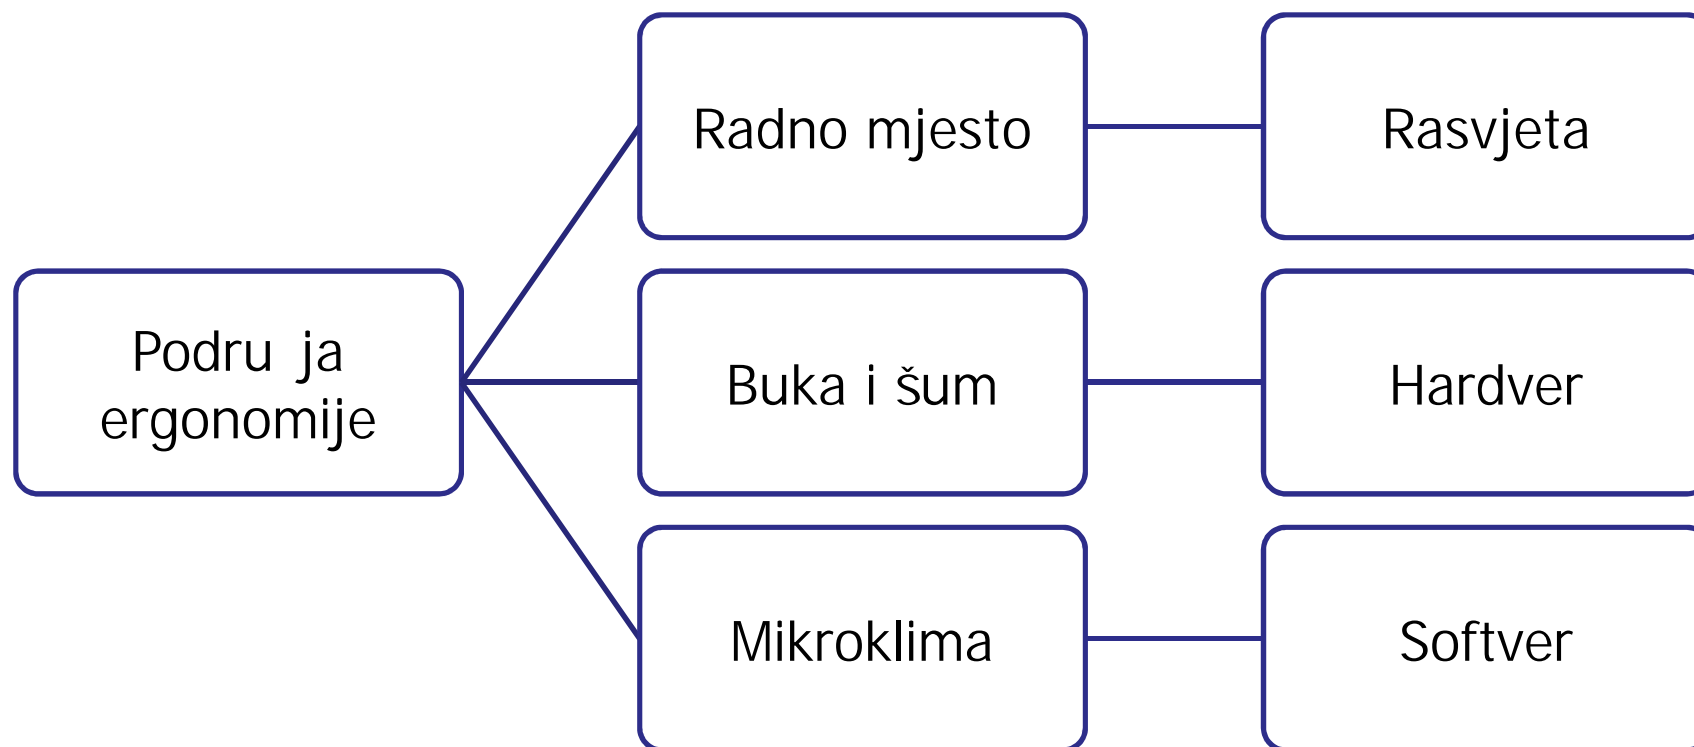 Podru ja
ergonomije
Radno mjesto
Rasvjeta
Buka i šum
Hardver
Mikroklima
Softver